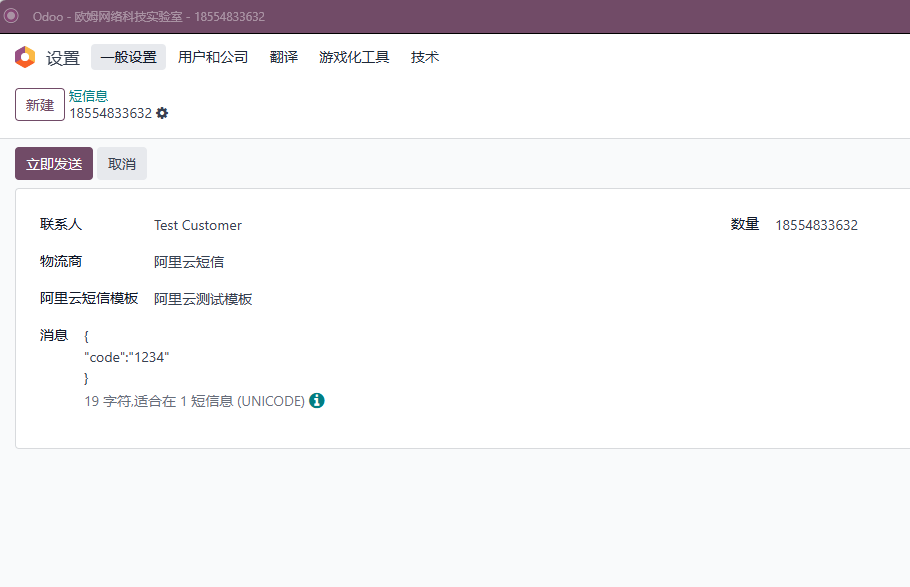 Odoo - 欧姆网络科技实验室 - 18554833632
设置 一般设置 用户和公司 翻译 游戏化工具 技术
新建
短信息
18554833632
立即发送 取消
联系人 Test Customer
数量 18554833632
物流商 阿里云短信
阿里云短信模板 阿里云测试模板
消息 {
"code":"1234"
}
19 字符,适合在 1 短信息 (UNICODE)